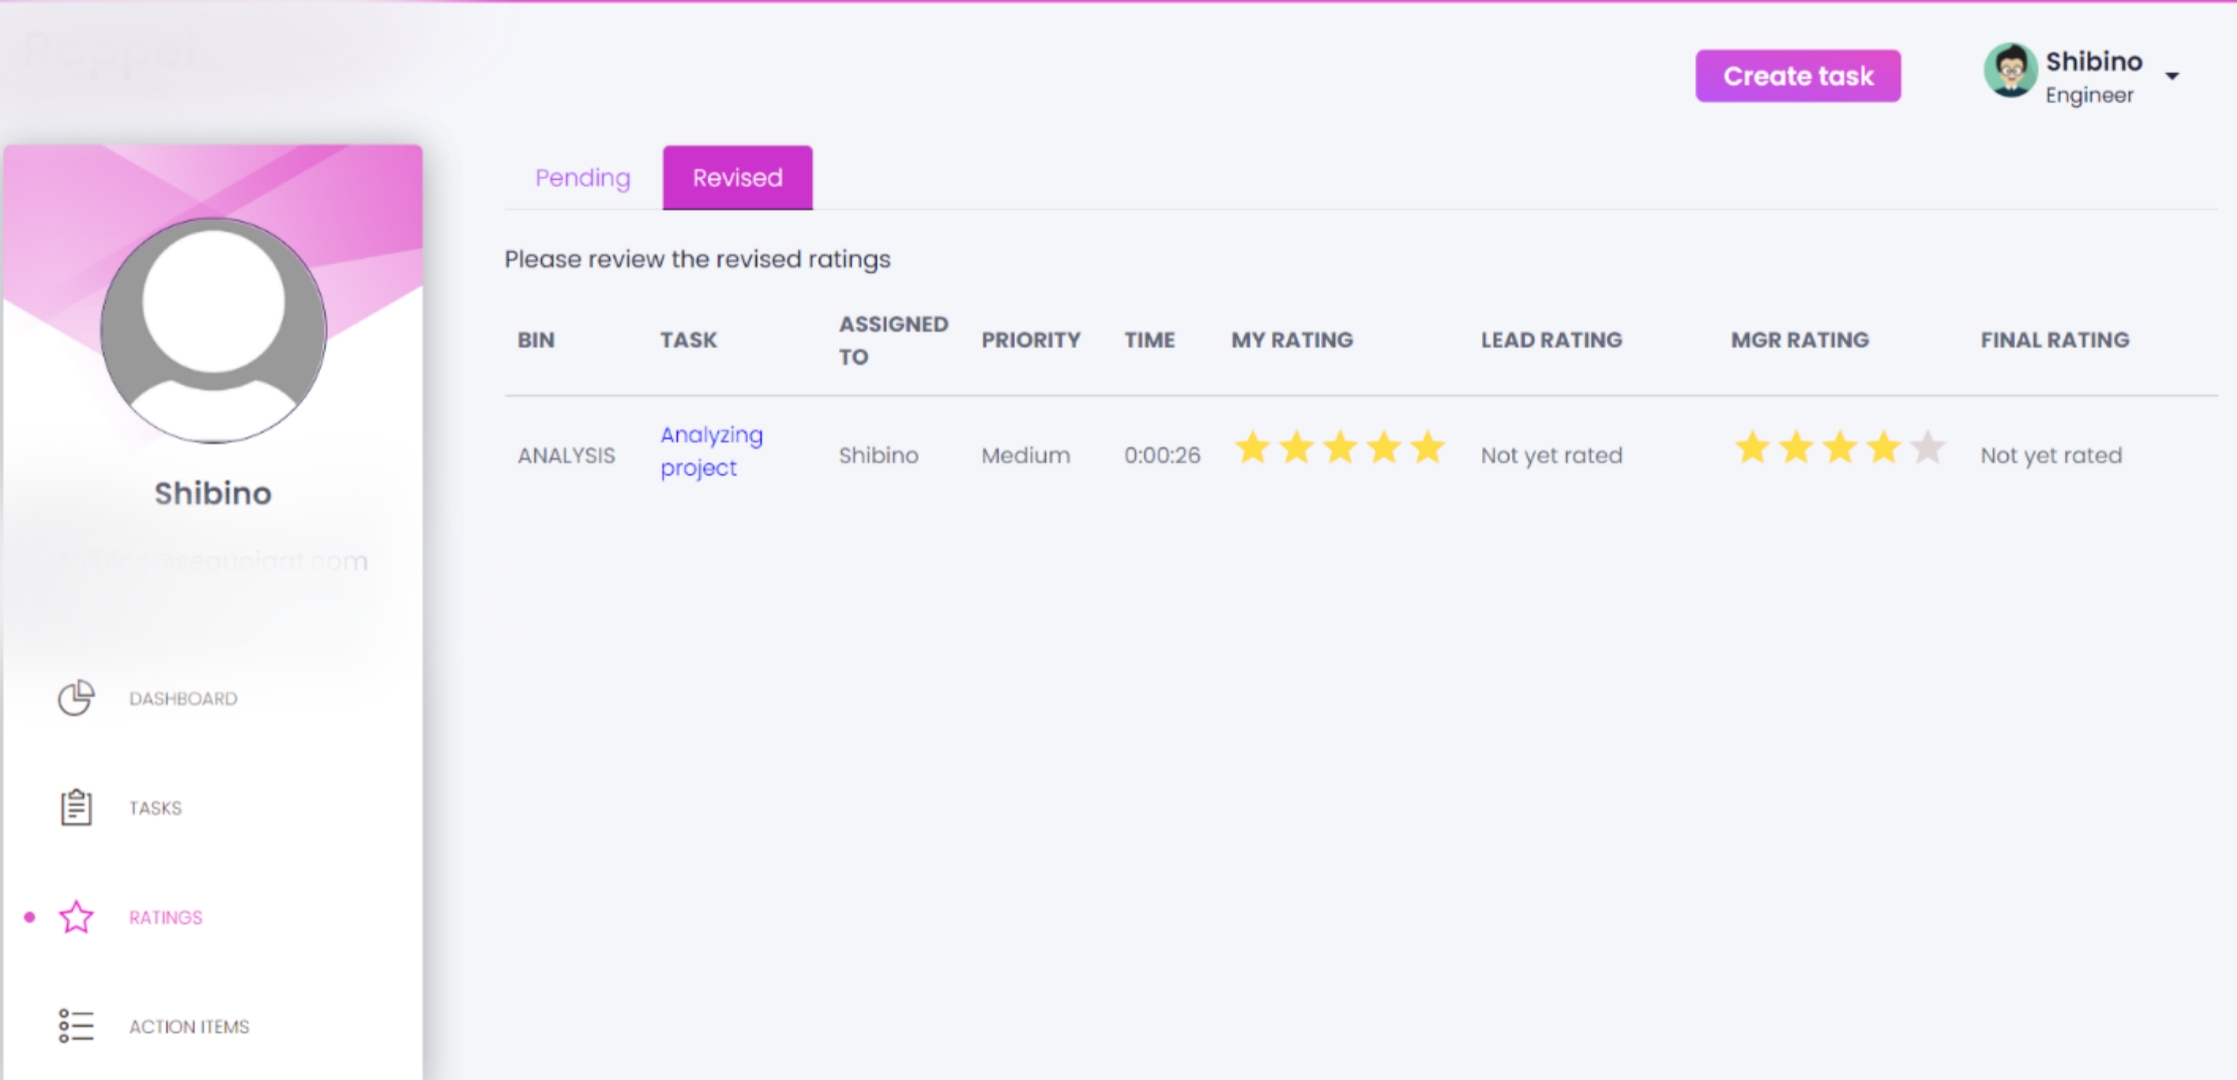 Create task
Shibino
Engineer
Pending
Revised
Please review the revised ratings
BIN TASK ASSIGNED TO PRIORITY TIME MY RATING LEAD RATING MGR RATING FINAL RATING
ANALYSIS Analyzing project Shibino Medium 0:00:26 Not yet rated Not yet rated
Shibino
DASHBOARD
TASKS
RATINGS
ACTION ITEMS